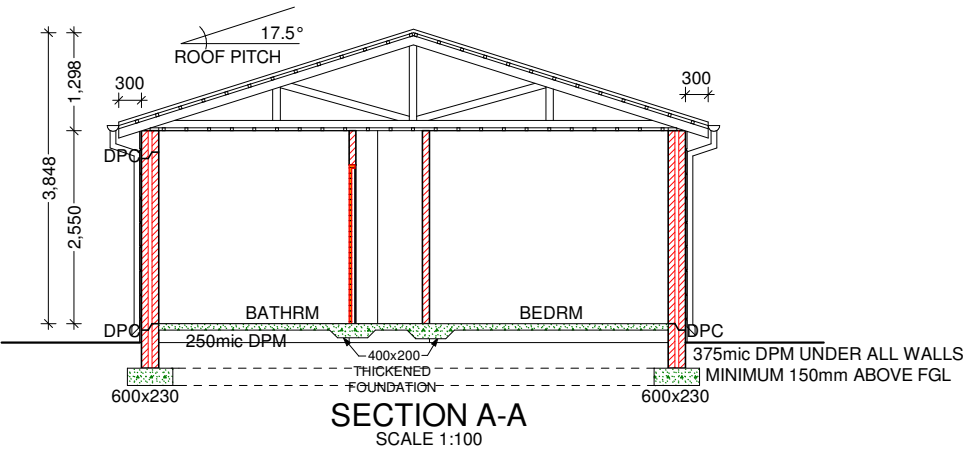 17.5°
ROOF PITCH
300
300
1,298
3,848
2,550
DPC
BATHRM
BEDRM
DPC
DPC
250mic DPM
400x200
THICKENED
FOUNDATION
375mic DPM UNDER ALL WALLS
MINIMUM 150mm ABOVE FGL
600x230
600x230
SECTION A-A
SCALE 1:100